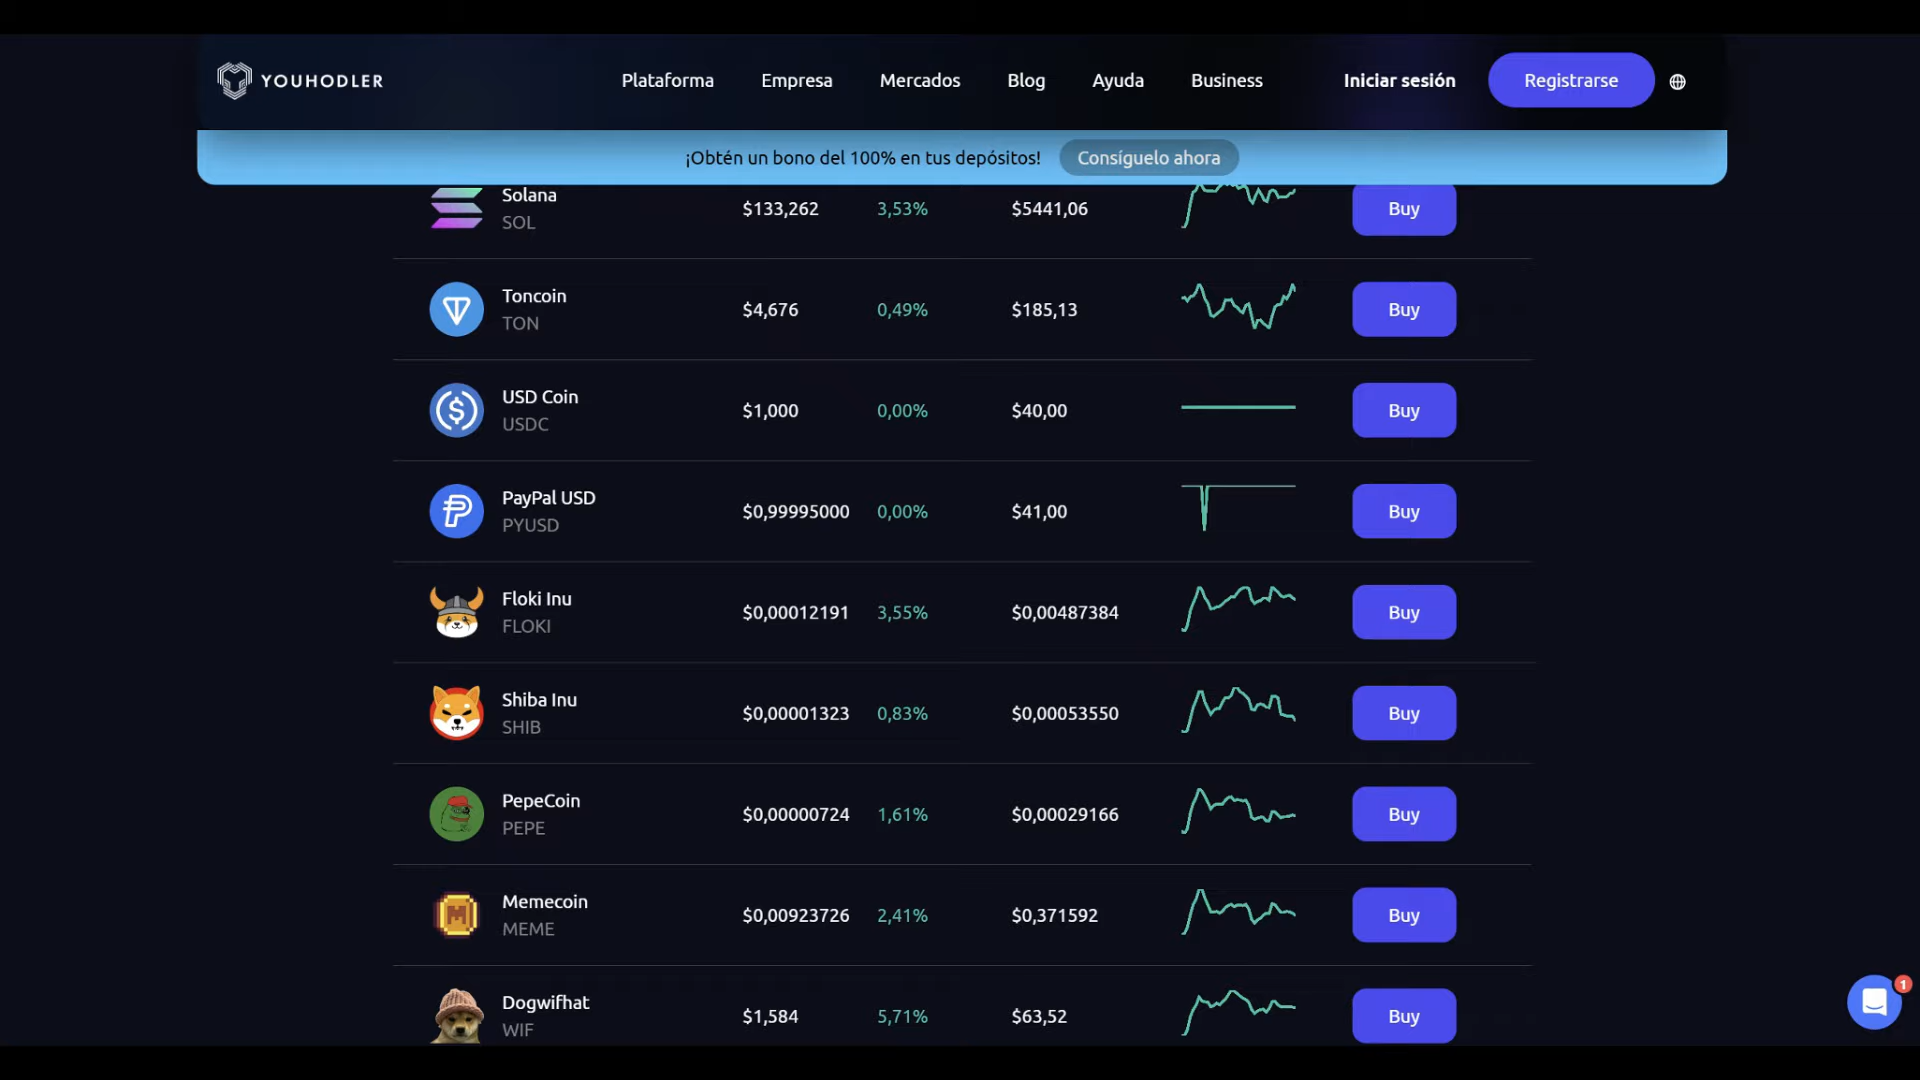 YOUHODLER Plataforma Empresa Mercados Blog Ayuda Business Iniciar sesión Registrarse
¡Obtén un bono del 100% en tus depósitos! Consíguelo ahora
Solana
SOL
$133,262 3,53% $5441,06 Buy
Toncoin
TON
$4,676 0,49% $185,13 Buy
USD Coin
USDC
$1,000 0,00% $40,00 Buy
PayPal USD
PYUSD
$0,99995000 0,00% $41,00 Buy
Floki Inu
FLOKI
$0,00012191 3,55% $0,00487384 Buy
Shiba Inu
SHIB
$0,00001323 0,83% $0,00053550 Buy
PepeCoin
PEPE
$0,00000724 1,61% $0,00029166 Buy
Memecoin
MEME
$0,00923726 2,41% $0,371592 Buy
Dogwifhat
WIF
$1,584 5,71% $63,52 Buy
1